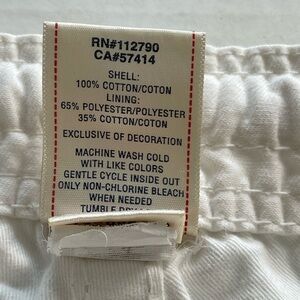 RN#112790
CA#57414
SHELL:
100% COTTON/COTON
LINING:
65% POLYESTER/POLYESTER
35% COTTON/COTON
EXCLUSIVE OF DECORATION
MACHINE WASH COLD
WITH LIKE COLORS
GENTLE CYCLE INSIDE OUT
ONLY NON-CHLORINE BLEACH
WHEN NEEDED
TUMBLE